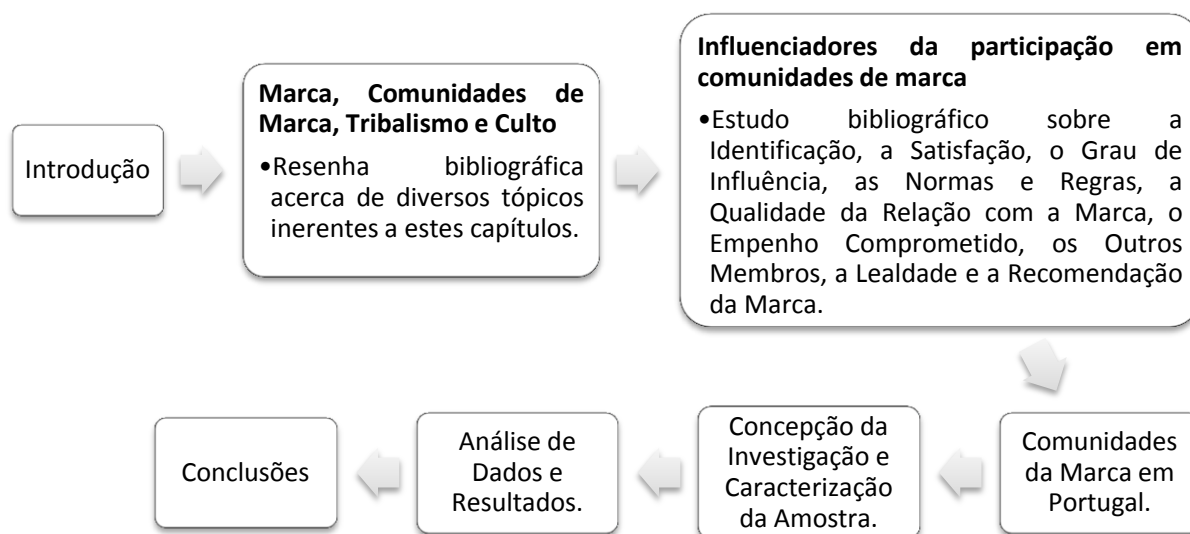 Introdução
Marca, Comunidades de
Marca, Tribalismo e Culto
•Resenha bibliográfica
acerca de diversos tópicos
inerentes a estes capítulos.
Influenciadores da participação em
comunidades de marca
•Estudo bibliográfico sobre a
Identificação, a Satisfação, o Grau de
Influência, as Normas e Regras, a
Qualidade da Relação com a Marca, o
Empenho Comprometido, os Outros
Membros, a Lealdade e a Recomendação
da Marca.
Comunidades
da Marca em
Portugal.
Concepção da
Investigação e
Caracterização
da Amostra.
Análise de
Dados e
Resultados.
Conclusões